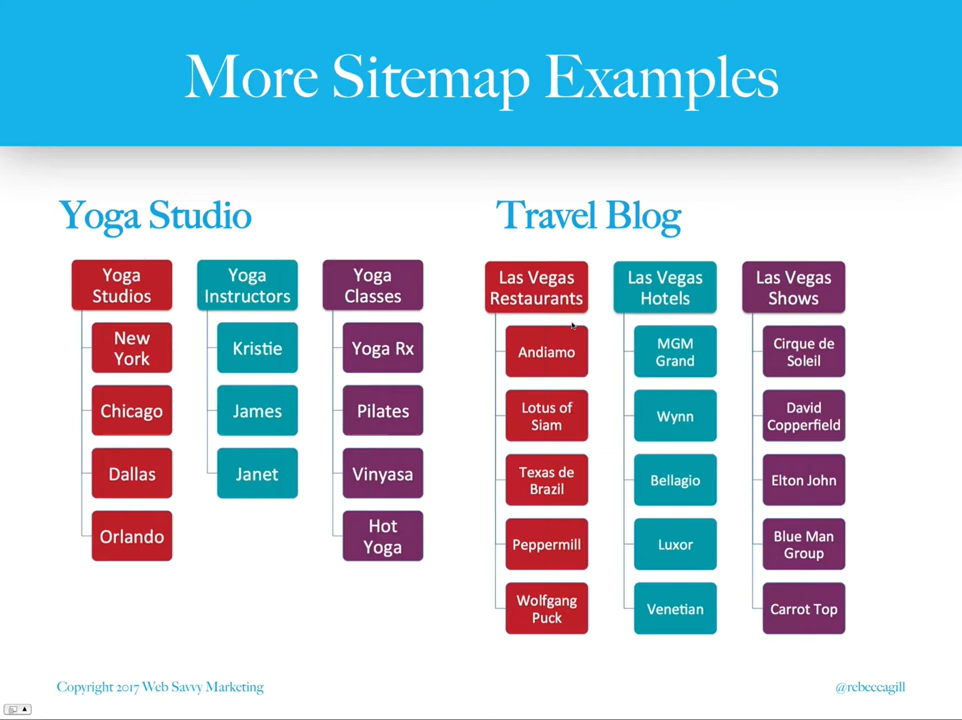 More Sitemap Examples
Yoga Studio
Yoga
Studios
New
York
Chicago
Dallas
Orlando
Yoga
Instructors
Kristie
James
Janet
Yoga
Classes
Yoga Rx
Pilates
Vinyasa
Hot
Yoga
Travel Blog
Las Vegas
Restaurants
Andiamo
Lotus of
Siam
Texas de
Brazil
Peppermill
Wolfgang
Puck
Las Vegas
Hotels
MGM
Grand
Wynn
Bellagio
Luxor
Venetian
Las Vegas
Shows
Cirque de
Soleil
David
Copperfield
Elton John
Blue Man
Group
Carrot Top
Copyright 2017 Web Savvy Marketing
@rebeccagill